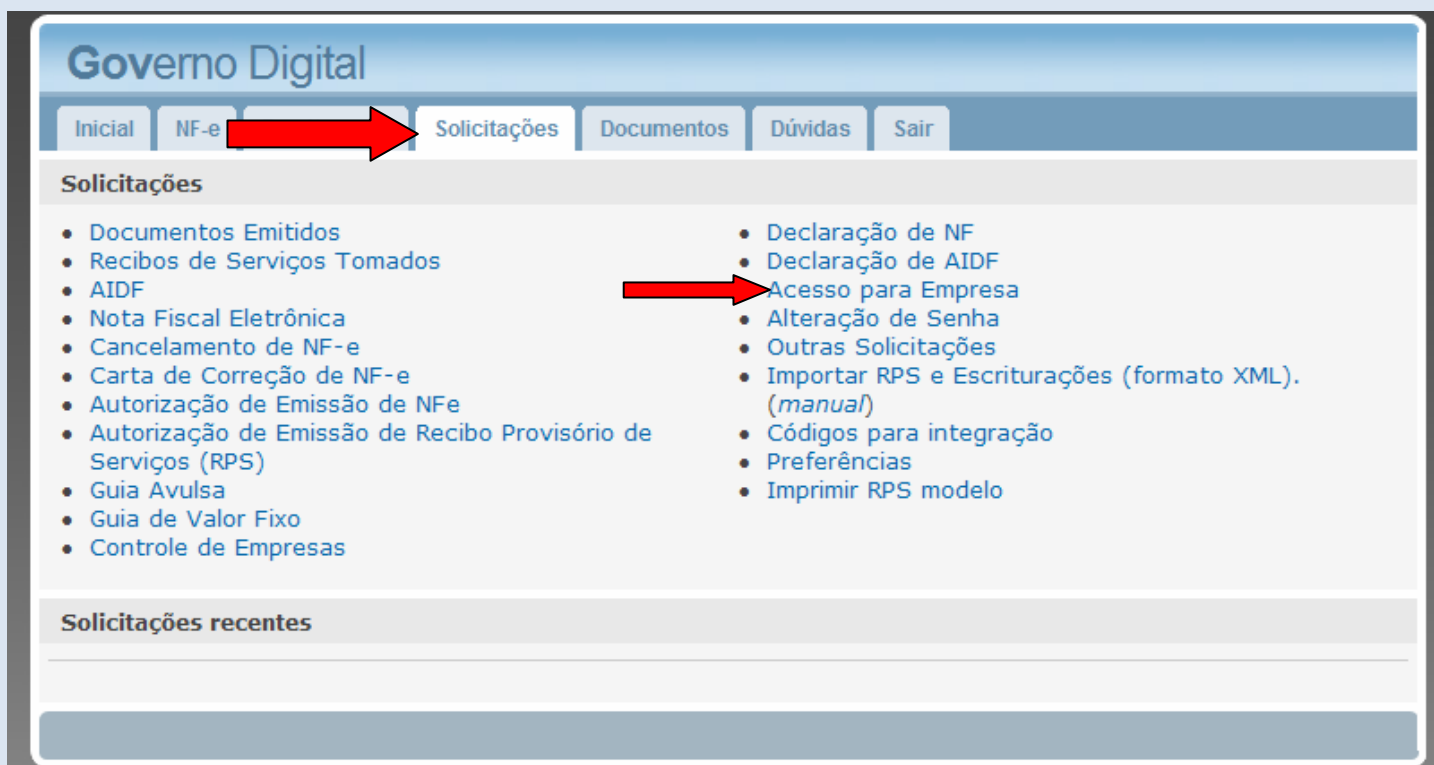 Governo Digital
Inicial NF-e Solicitações Documentos Dúvidas Sair
Solicitações
Documentos Emitidos
Recibos de Serviços Tomados
AIDF
Nota Fiscal Eletrônica
Cancelamento de NF-e
Carta de Correção de NF-e
Autorização de Emissão de NFe
Autorização de Emissão de Recibo Provisório de
Serviços (RPS)
Guia Avulsa
Guia de Valor Fixo
Controle de Empresas
Declaração de NF
Declaração de AIDF
Acesso para Empresa
Alteração de Senha
Outras Solicitações
Importar RPS e Escriturações (formato XML).
(manual)
Códigos para integração
Preferências
Imprimir RPS modelo
Solicitações recentes